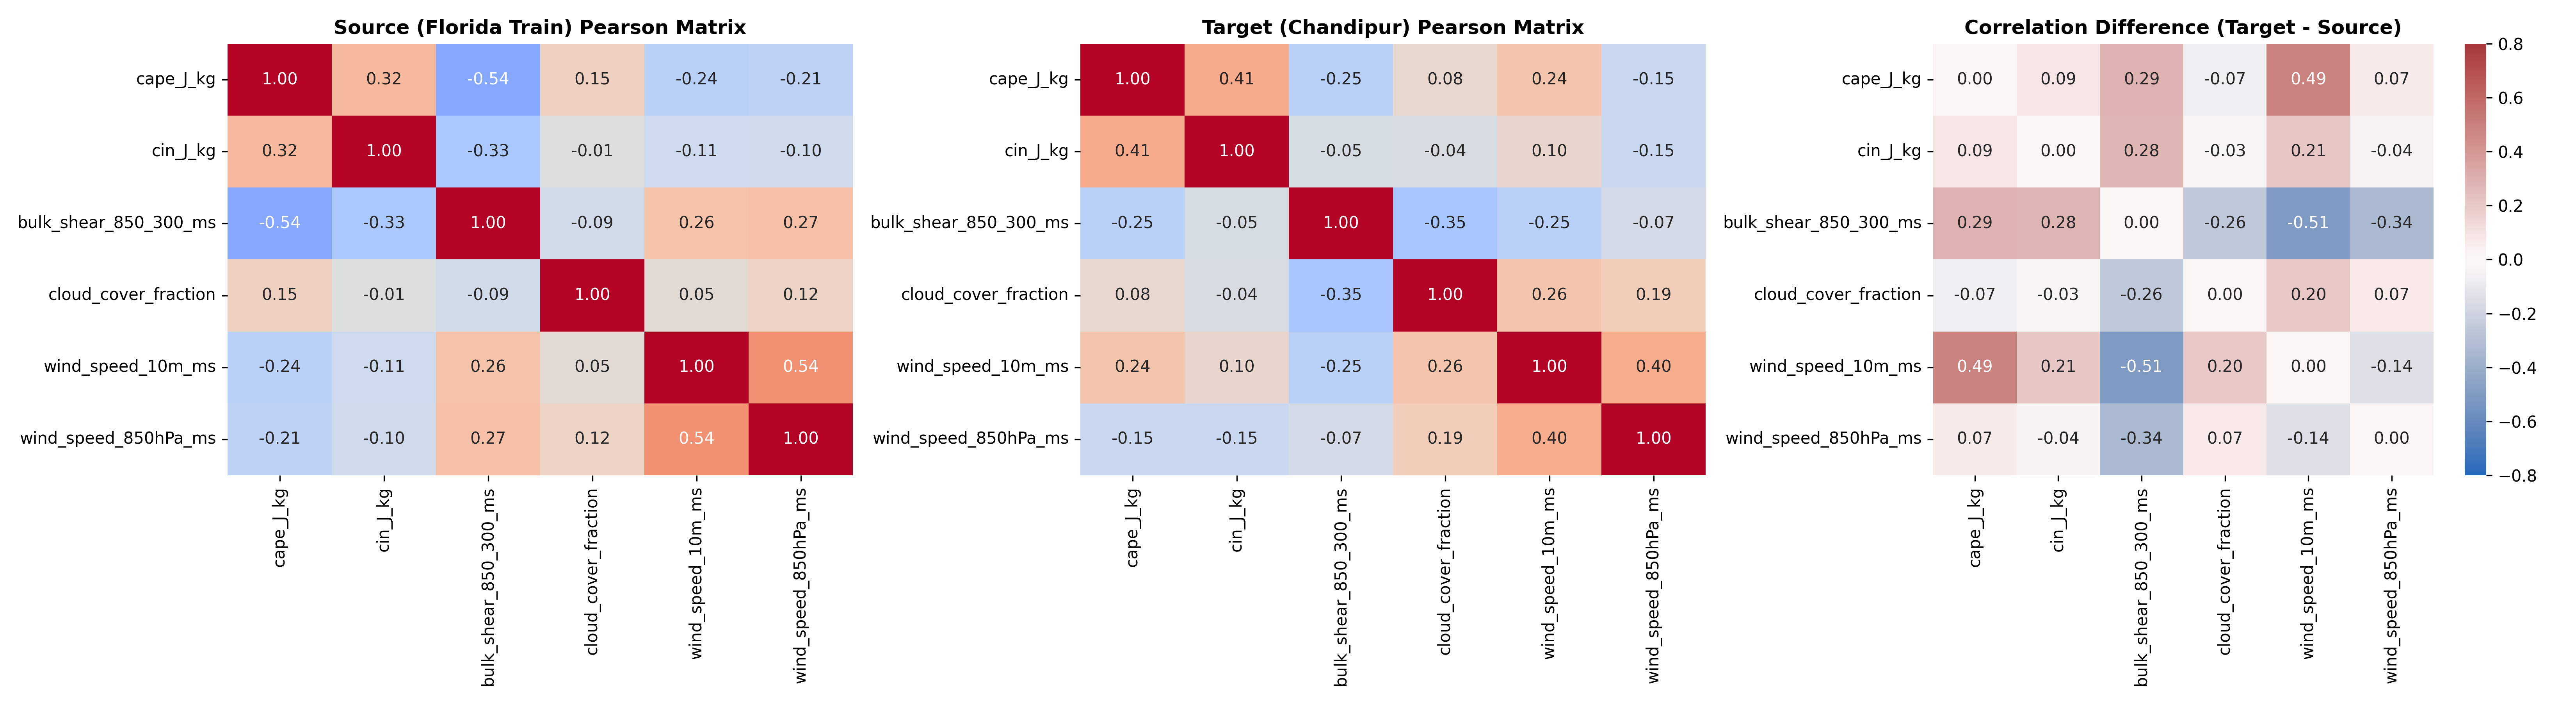 Source (Florida Train) Pearson Matrix
cape_J_kg 1.00 0.32 -0.54 0.15 -0.24 -0.21
cin_J_kg 0.32 1.00 -0.33 -0.01 -0.11 -0.10
bulk_shear_850_300_ms -0.54 -0.33 1.00 -0.09 0.26 0.27
cloud_cover_fraction 0.15 -0.01 -0.09 1.00 0.05 0.12
wind_speed_10m_ms -0.24 -0.11 0.26 0.05 1.00 0.54
wind_speed_850hPa_ms -0.21 -0.10 0.27 0.12 0.54 1.00
cape_J_kg
cin_J_kg
bulk_shear_850_300_ms
cloud_cover_fraction
wind_speed_10m_ms
wind_speed_850hPa_ms
Target (Chandipur) Pearson Matrix
cape_J_kg 1.00 0.41 -0.25 0.08 0.24 -0.15
cin_J_kg 0.41 1.00 -0.05 -0.04 0.10 -0.15
bulk_shear_850_300_ms -0.25 -0.05 1.00 -0.35 -0.25 -0.07
cloud_cover_fraction 0.08 -0.04 -0.35 1.00 0.26 0.19
wind_speed_10m_ms 0.24 0.10 -0.25 0.26 1.00 0.40
wind_speed_850hPa_ms -0.15 -0.15 -0.07 0.19 0.40 1.00
cape_J_kg
cin_J_kg
bulk_shear_850_300_ms
cloud_cover_fraction
wind_speed_10m_ms
wind_speed_850hPa_ms
Correlation Difference (Target - Source)
cape_J_kg 0.00 0.09 0.29 -0.07 0.49 0.07
cin_J_kg 0.09 0.00 0.28 -0.03 0.21 -0.04
bulk_shear_850_300_ms 0.29 0.28 0.00 -0.26 -0.51 -0.34
cloud_cover_fraction -0.07 -0.03 -0.26 0.00 0.20 0.07
wind_speed_10m_ms 0.49 0.21 -0.51 0.20 0.00 -0.14
wind_speed_850hPa_ms 0.07 -0.04 -0.34 0.07 -0.14 0.00
cape_J_kg
cin_J_kg
bulk_shear_850_300_ms
cloud_cover_fraction
wind_speed_10m_ms
wind_speed_850hPa_ms
0.8
0.6
0.4
0.2
0.0
−0.2
−0.4
−0.6
−0.8